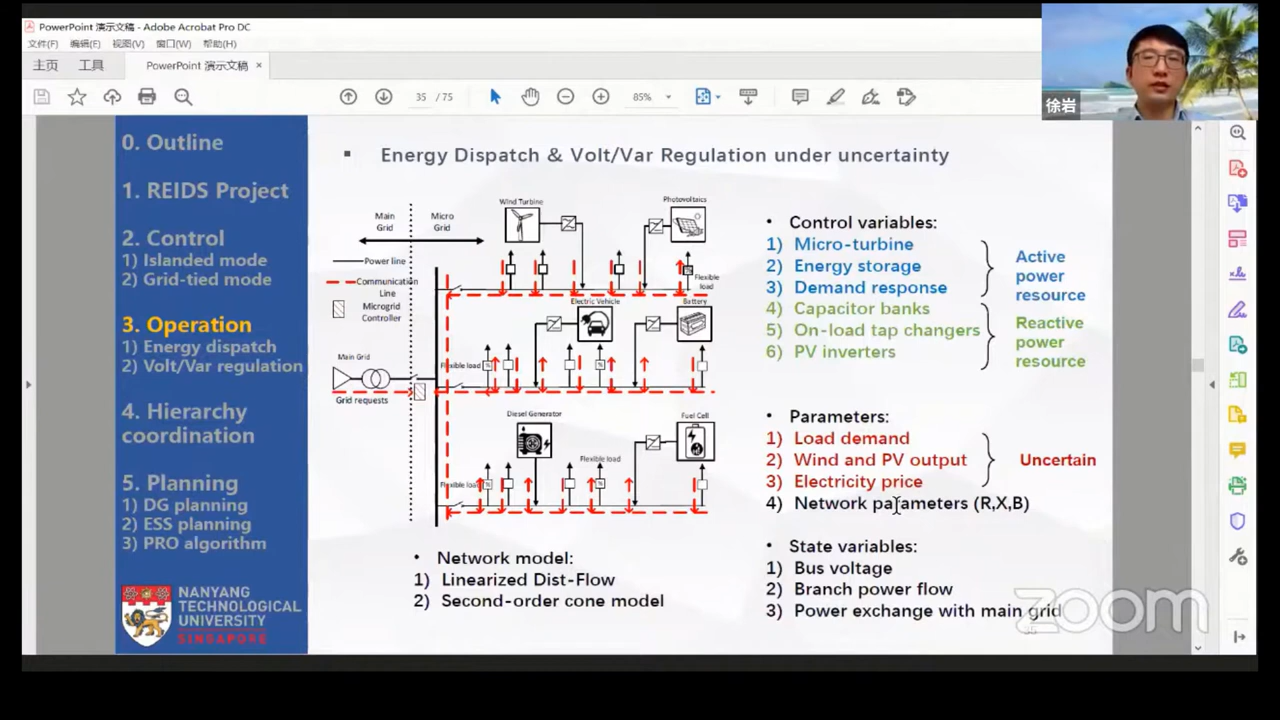 PowerPoint 演示文稿 - Adobe Acrobat Pro DC
文件(F) 编辑(E) 视图(V) 窗口(W) 帮助(H)
主页 工具 PowerPoint 演示文稿 ×
35 / 75 85%
徐岩
0. Outline
1. REIDS Project
2. Control
1) Islanded mode
2) Grid-tied mode
3. Operation
1) Energy dispatch
2) Volt/Var regulation
4. Hierarchy
coordination
5. Planning
1) DG planning
2) ESS planning
3) PRO algorithm
NANYANG
TECHNOLOGICAL
UNIVERSITY
SINGAPORE
▪ Energy Dispatch & Volt/Var Regulation under uncertainty
Main
Grid
Micro
Grid
Power line
Communication
Line
Microgrid
Controller
Main Grid
Grid requests
Wind Turbine
Photovoltaics
Flexible
load
Electric Vehicle
Battery
Flexible load
Diesel Generator
Fuel Cell
Flexible load
Flexible load
• Network model:
1) Linearized Dist-Flow
2) Second-order cone model
• Control variables:
1) Micro-turbine
2) Energy storage
3) Demand response
4) Capacitor banks
5) On-load tap changers
6) PV inverters
Active
power
resource
Reactive
power
resource
• Parameters:
1) Load demand
2) Wind and PV output
3) Electricity price
4) Network parameters (R,X,B)
Uncertain
• State variables:
1) Bus voltage
2) Branch power flow
3) Power exchange with main grid
zoom